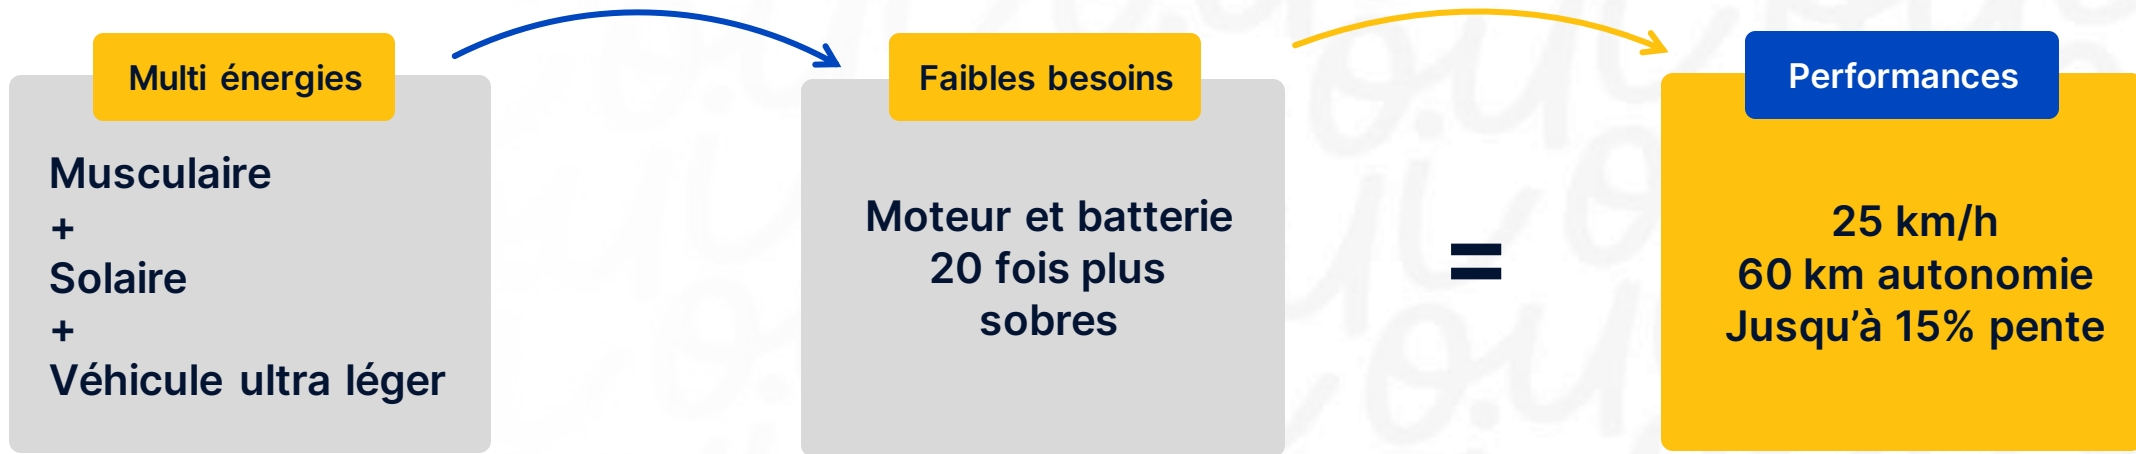 Multi énergies
Musculaire
+
Solaire
+
Véhicule ultra léger
Faibles besoins
Moteur et batterie
20 fois plus
sobres
=
Performances
25 km/h
60 km autonomie
Jusqu’à 15% pente